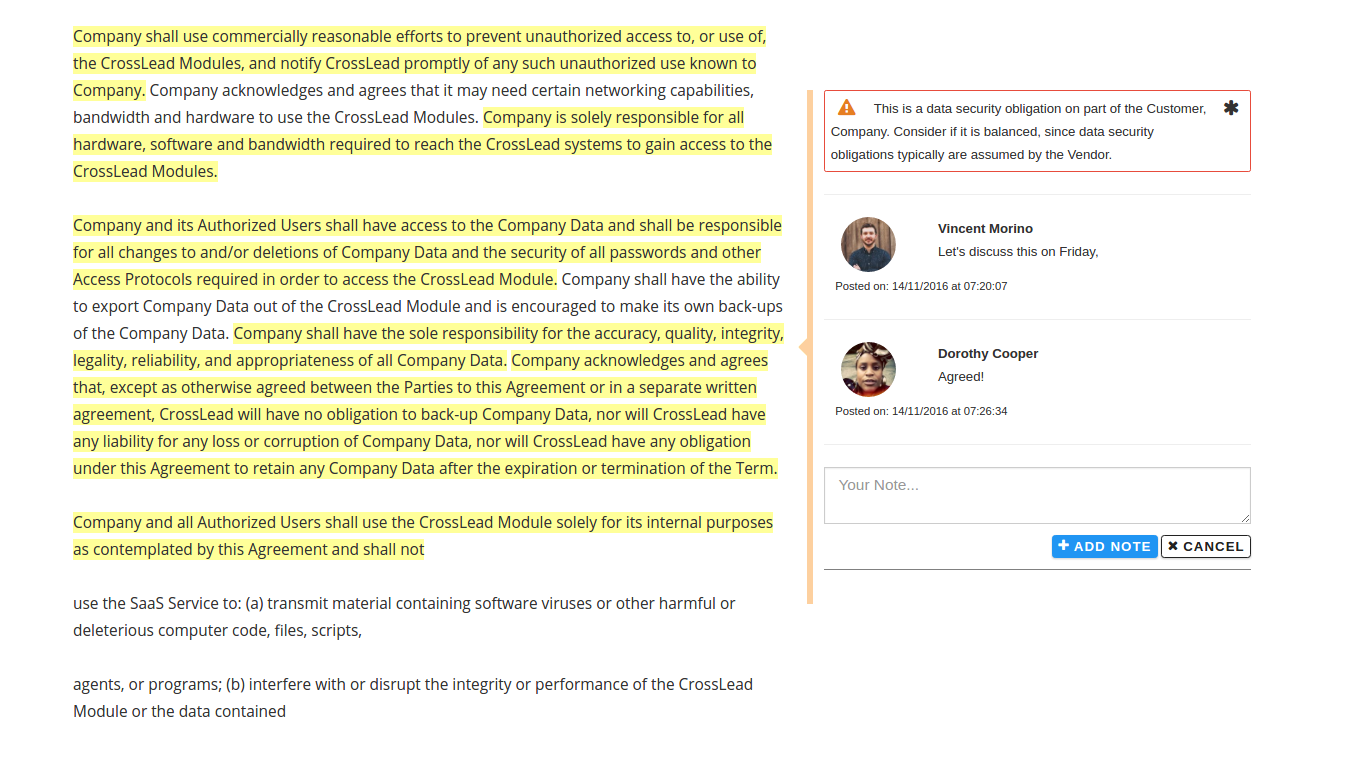 Company shall use commercially reasonable efforts to prevent unauthorized access to, or use of,
the CrossLead Modules, and notify CrossLead promptly of any such unauthorized use known to
Company. Company acknowledges and agrees that it may need certain networking capabilities,
bandwidth and hardware to use the CrossLead Modules. Company is solely responsible for all
hardware, software and bandwidth required to reach the CrossLead systems to gain access to the
CrossLead Modules.
Company and its Authorized Users shall have access to the Company Data and shall be responsible
for all changes to and/or deletions of Company Data and the security of all passwords and other
Access Protocols required in order to access the CrossLead Module. Company shall have the ability
to export Company Data out of the CrossLead Module and is encouraged to make its own back-ups
of the Company Data. Company shall have the sole responsibility for the accuracy, quality, integrity,
legality, reliability, and appropriateness of all Company Data. Company acknowledges and agrees
that, except as otherwise agreed between the Parties to this Agreement or in a separate written
agreement, CrossLead will have no obligation to back-up Company Data, nor will CrossLead have
any liability for any loss or corruption of Company Data, nor will CrossLead have any obligation
under this Agreement to retain any Company Data after the expiration or termination of the Term.
Company and all Authorized Users shall use the CrossLead Module solely for its internal purposes
as contemplated by this Agreement and shall not
use the SaaS Service to: (a) transmit material containing software viruses or other harmful or
deleterious computer code, files, scripts,
agents, or programs; (b) interfere with or disrupt the integrity or performance of the CrossLead
Module or the data contained
This is a data security obligation on part of the Customer,
Company. Consider if it is balanced, since data security
obligations typically are assumed by the Vendor.
Vincent Morino
Let's discuss this on Friday,
Posted on: 14/11/2016 at 07:20:07
Dorothy Cooper
Agreed!
Posted on: 14/11/2016 at 07:26:34
Your Note...
ADD NOTE
CANCEL